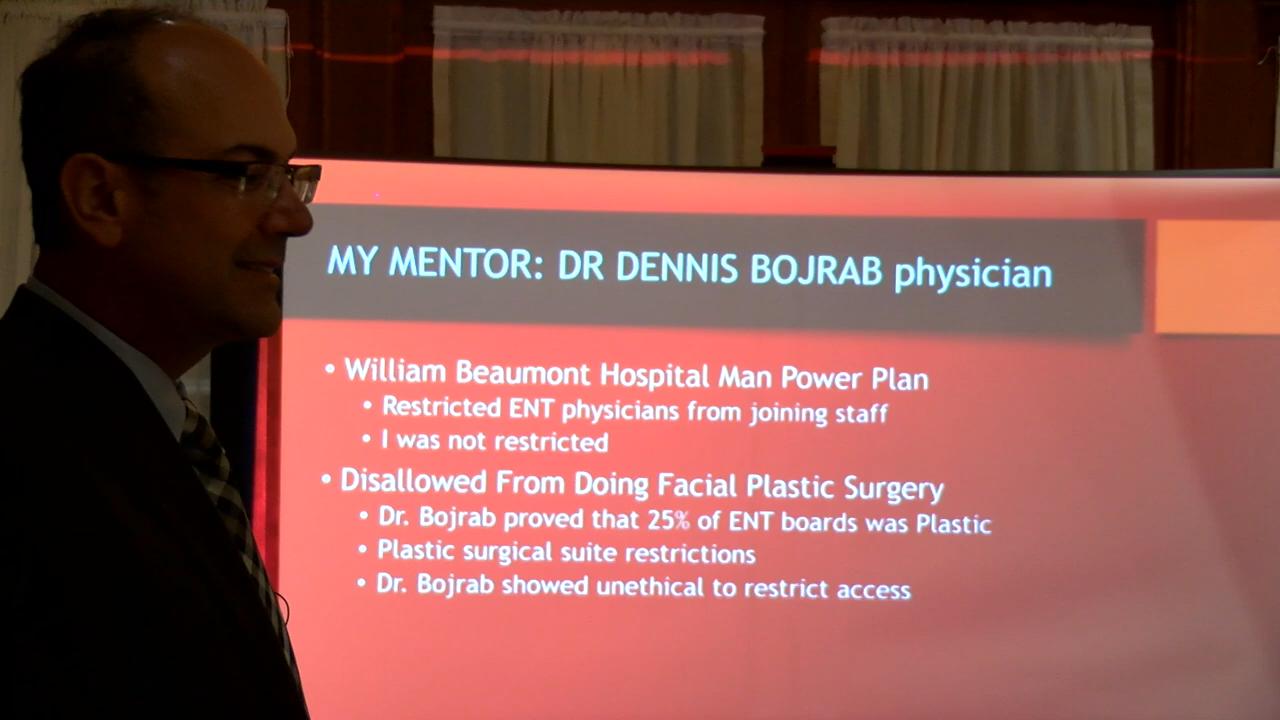 MY MENTOR: DR DENNIS BOJRAB physician
• William Beaumont Hospital Man Power Plan
• Restricted ENT physicians from joining staff
• I was not restricted
• Disallowed From Doing Facial Plastic Surgery
• Dr. Bojrab proved that 25% of ENT boards was Plastic
• Plastic surgical suite restrictions
• Dr. Bojrab showed unethical to restrict access